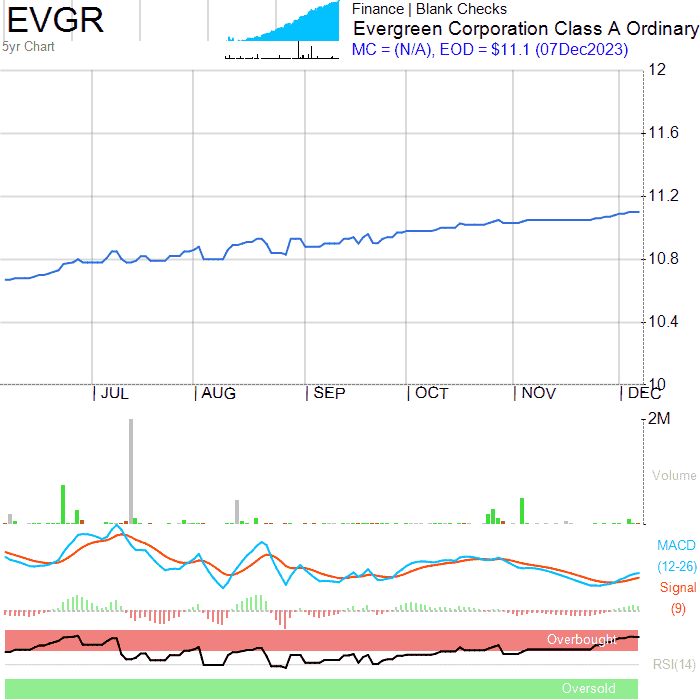 EVGR
5yr Chart
Finance | Blank Checks
Evergreen Corporation Class A Ordinary
MC = (N/A), EOD = $11.1 (07Dec2023)
12
11.6
11.2
10.8
10.4
10
JUL
AUG
SEP
OCT
NOV
DEC
2M
Volume
MACD
(12-26)
Signal
(9)
Overbought
RSI(14)
Oversold